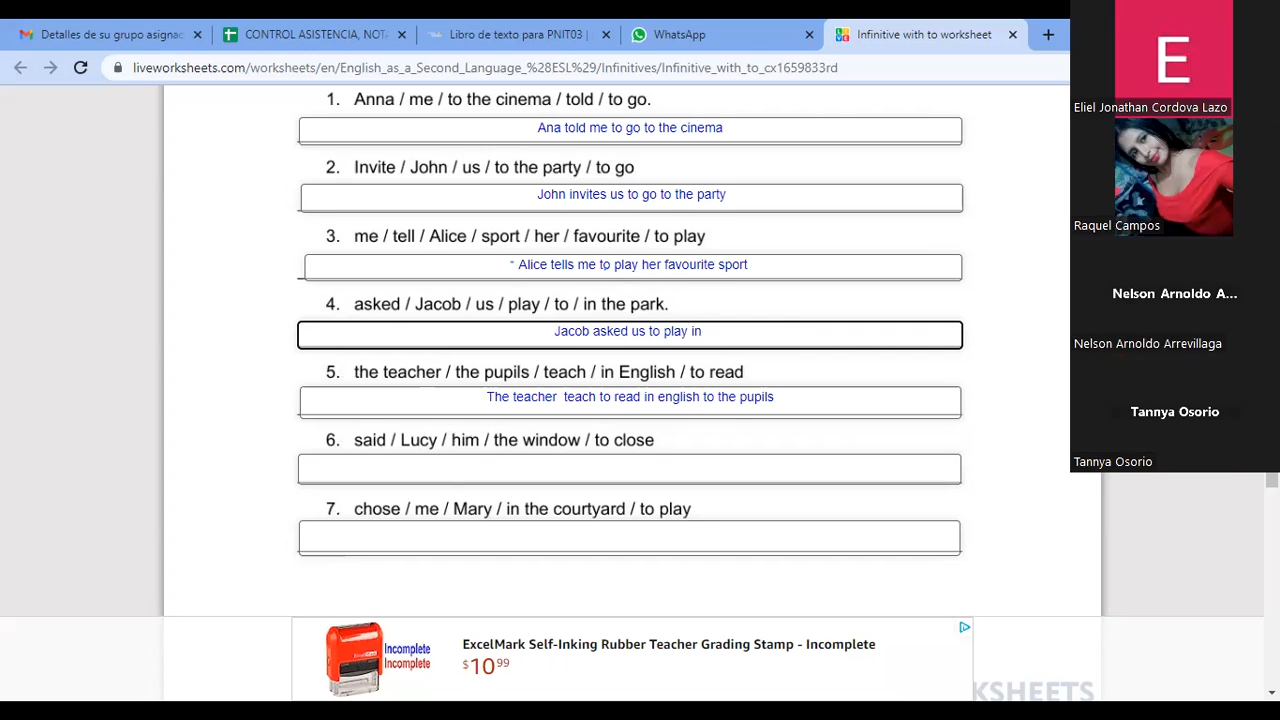 Detalles de su grupo asignac
CONTROL ASISTENCIA, NOTA
Libro de texto para PNIT03 |
WhatsApp
Infinitive with to worksheet
liveworksheets.com/worksheets/en/English_as_a_Second_Language_%28ESL%29/Infinitives/Infinitive_with_to_cx1659833rd
1. Anna / me / to the cinema / told / to go.
Ana told me to go to the cinema
2. Invite / John / us / to the party / to go
John invites us to go to the party
3. me / tell / Alice / sport / her / favourite / to play
Alice tells me to play her favourite sport
4. asked / Jacob / us / play / to / in the park.
Jacob asked us to play in
5. the teacher / the pupils / teach / in English / to read
The teacher teach to read in english to the pupils
6. said / Lucy / him / the window / to close
7. chose / me / Mary / in the courtyard / to play
Incomplete
Incomplete
ExcelMark Self-Inking Rubber Teacher Grading Stamp - Incomplete
$10 99
KSHEETS
E
Eliel Jonathan Cordova Lazo
Raquel Campos
Nelson Arnoldo A...
Nelson Arnoldo Arrevillaga
Tannya Osorio
Tannya Osorio